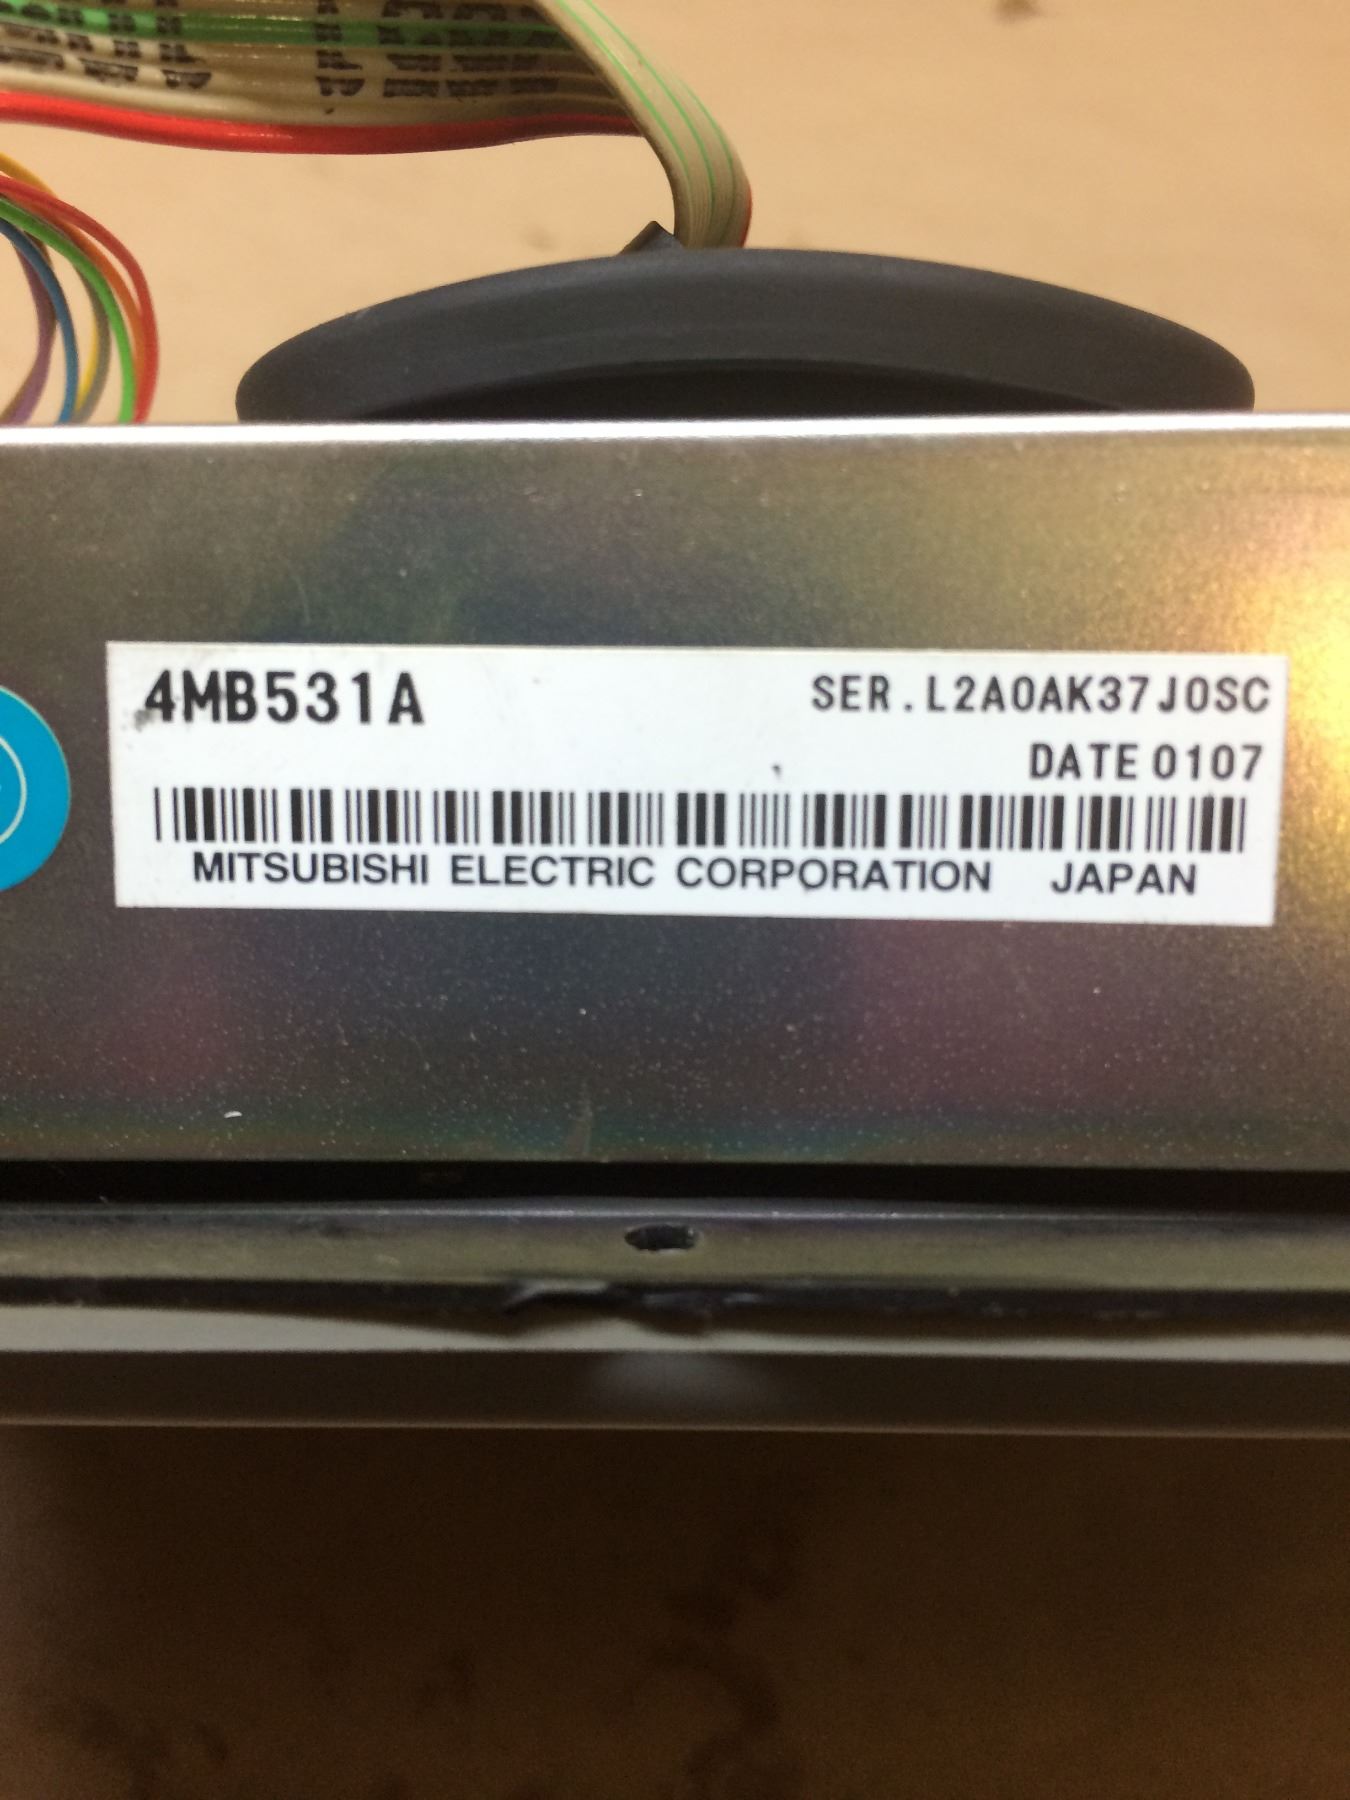 4MB531A
SER.L2A0AK37J0SC
DATE 0107
MITSUBISHI ELECTRIC CORPORATION JAPAN